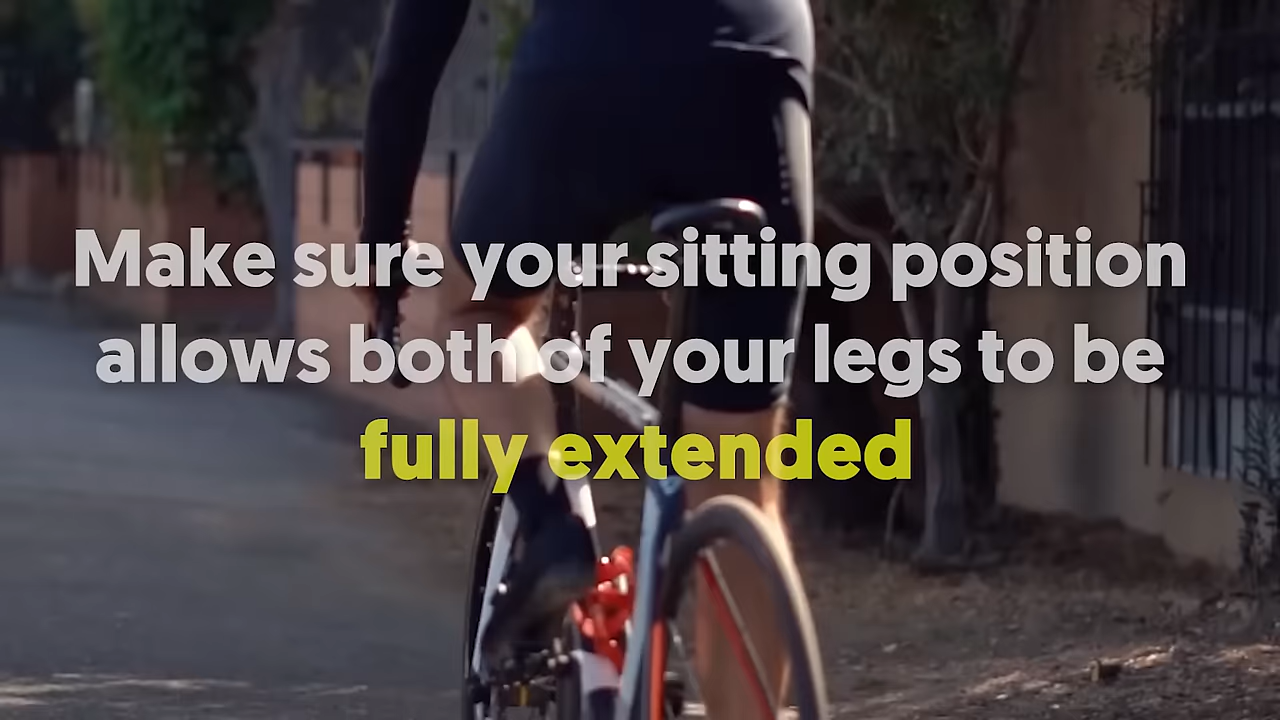 Make sure your sitting position
allows both of your legs to be
fully extended